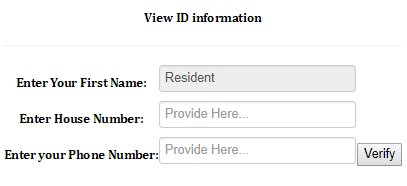 View ID information
Enter Your First Name: Resident
Enter House Number: Provide Here...
Enter your Phone Number: Provide Here... Verify